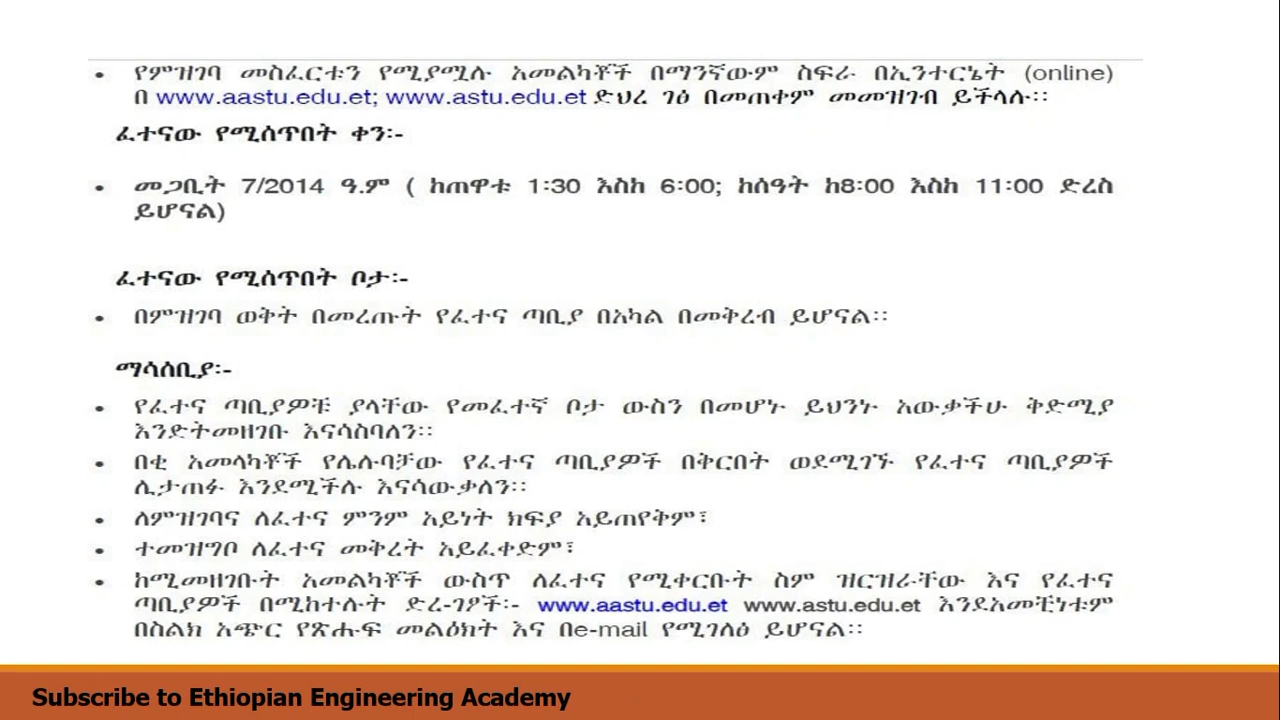 • የምዝገባ መስፈርቱን የሚያሟሉ አመልካቾች በማንኛውም ስፍራ በኢንተርኔት (online)
በ www.aastu.edu.et; www.astu.edu.et ድህረ ገፅ በመጠቀም መመዝገብ ይችላሉ፡፡
ፈተናው የሚሰጥበት ቀን፡-
• መጋቢት 7/2014 ዓ.ም ( ከጠዋቱ 1፡30 እስከ 6፡00; ከሰዓት ከ8፡00 እስከ 11፡00 ድረስ
ይሆናል)
ፈተናው የሚሰጥበት ቦታ፡-
• በምዝገባ ወቅት በመረጡት የፈተና ጣቢያ በአካል በመቅረብ ይሆናል፡፡
ማሳሰቢያ፡-
• የፈተና ጣቢያዎቹ ያላቸው የመፈተኛ ቦታ ውስን በመሆኑ ይህንኑ አውቃችሁ ቅድሚያ
እንድትመዘገቡ እናሳስባለን፡፡
• በቂ አመላካቾች የሌሉባቻው የፈተና ጣቢያዎች በቅርበት ወደሚገኙ የፈተና ጣቢያዎች
ሊታጠፉ እንደሚችሉ እናሳውቃለን፡፡
• ለምዝገባና ለፈተና ምንም አይነት ክፍያ አይጠየቅም፣
• ተመዝግቦ ለፈተና መቅረት አይፈቀድም፣
• ከሚመዘገቡት አመልካቾች ውስጥ ለፈተና የሚቀርቡት ስም ዝርዝራቸው እና የፈተና
ጣቢያዎች በሚከተሉት ድረ-ገፆች፡- www.aastu.edu.et www.astu.edu.et እንደአመቺነቱም
በስልክ አጭር የጽሑፍ መልዕክት እና በe-mail የሚገለፅ ይሆናል፡፡
Subscribe to Ethiopian Engineering Academy